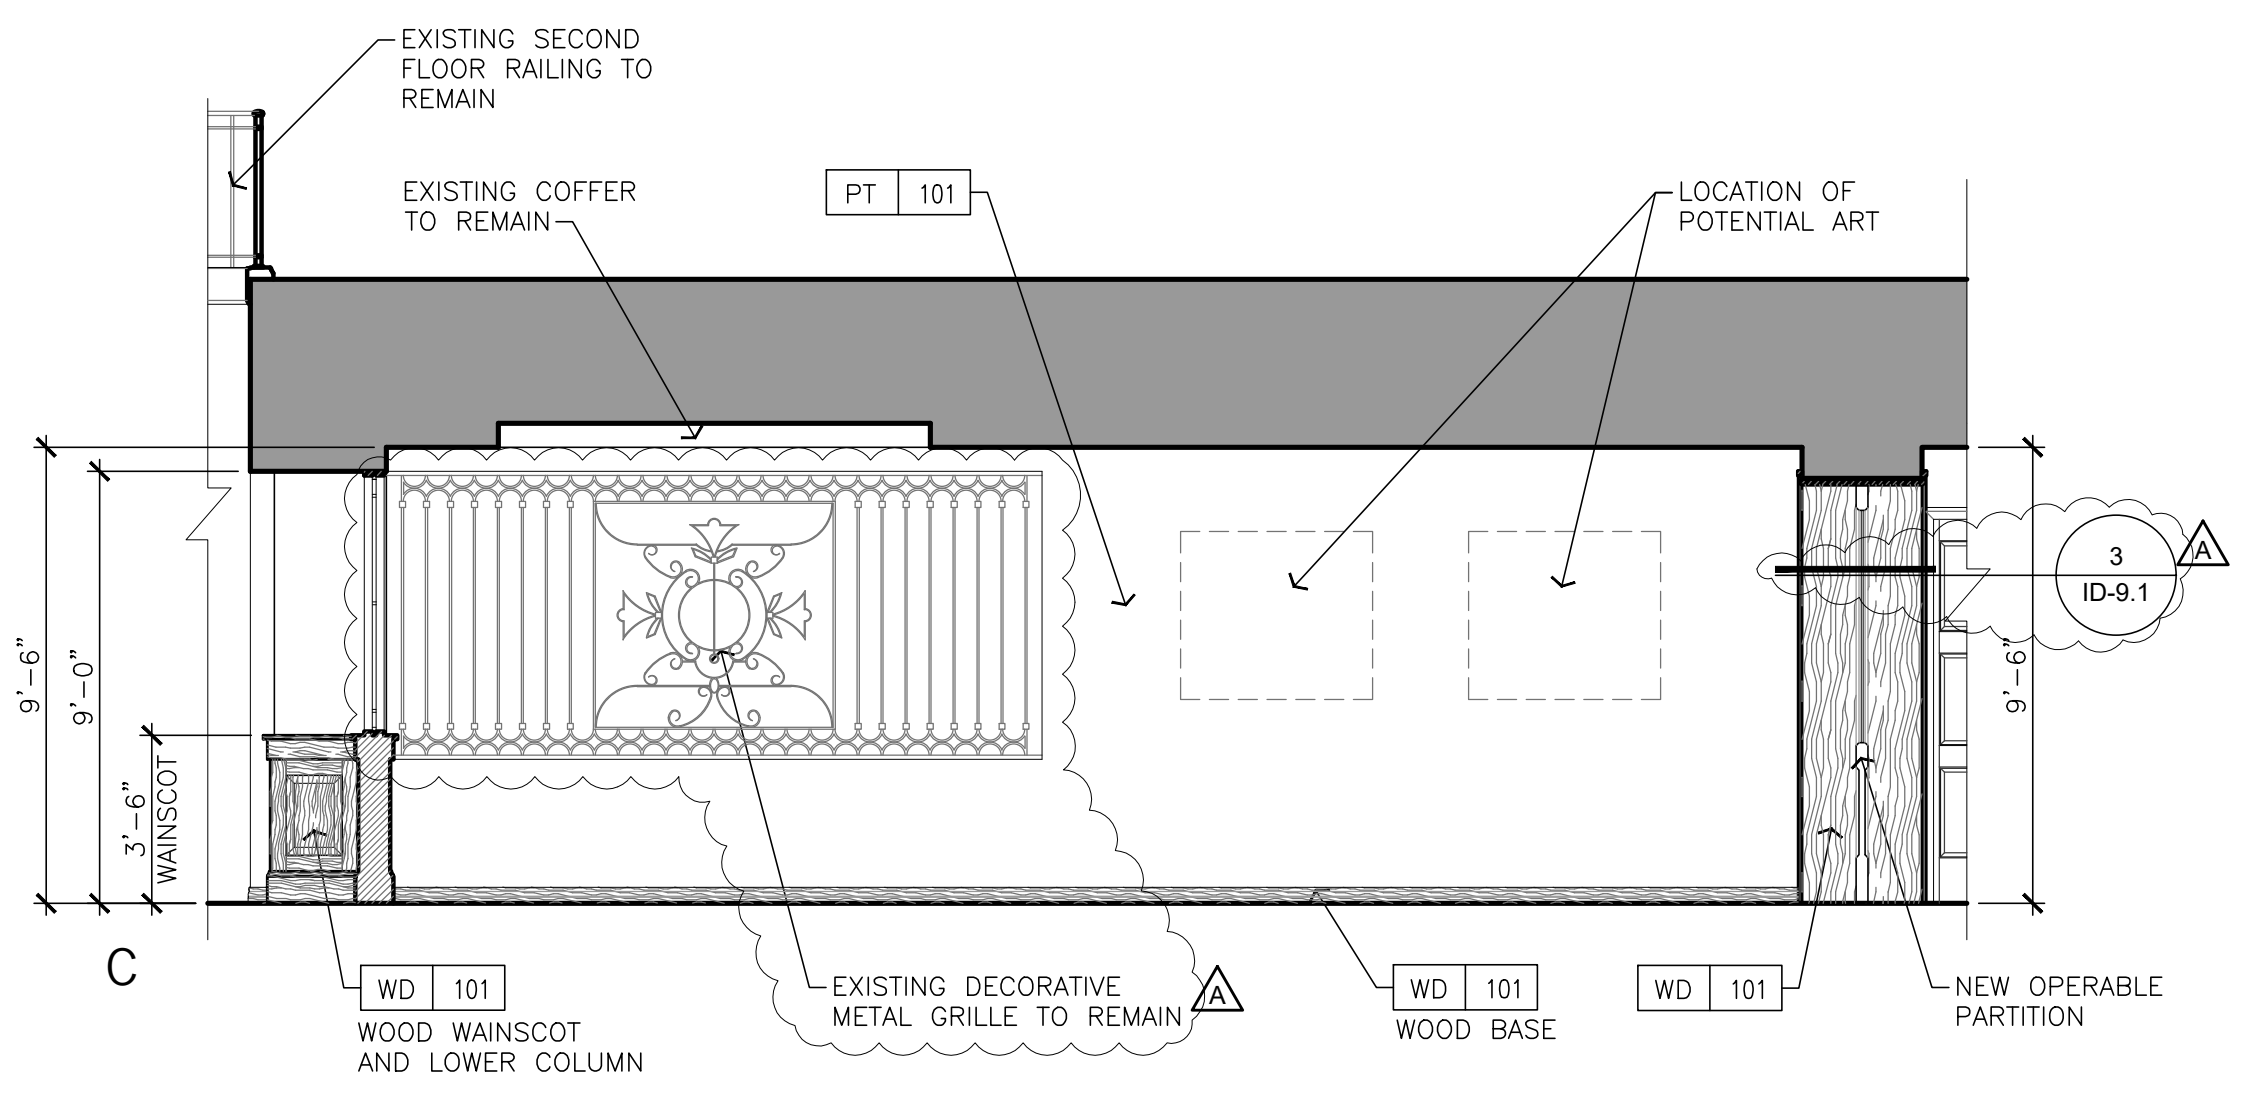 EXISTING SECOND
FLOOR RAILING TO
REMAIN
EXISTING COFFER
TO REMAIN
PT 101
LOCATION OF
POTENTIAL ART
9'-6"
9'-0"
3'-6"
WAINSCOT
3
ID-9.1
A
9'-6"
C
WD 101
WOOD WAINSCOT
AND LOWER COLUMN
EXISTING DECORATIVE
METAL GRILLE TO REMAIN
A
WD 101
WOOD BASE
WD 101
NEW OPERABLE
PARTITION